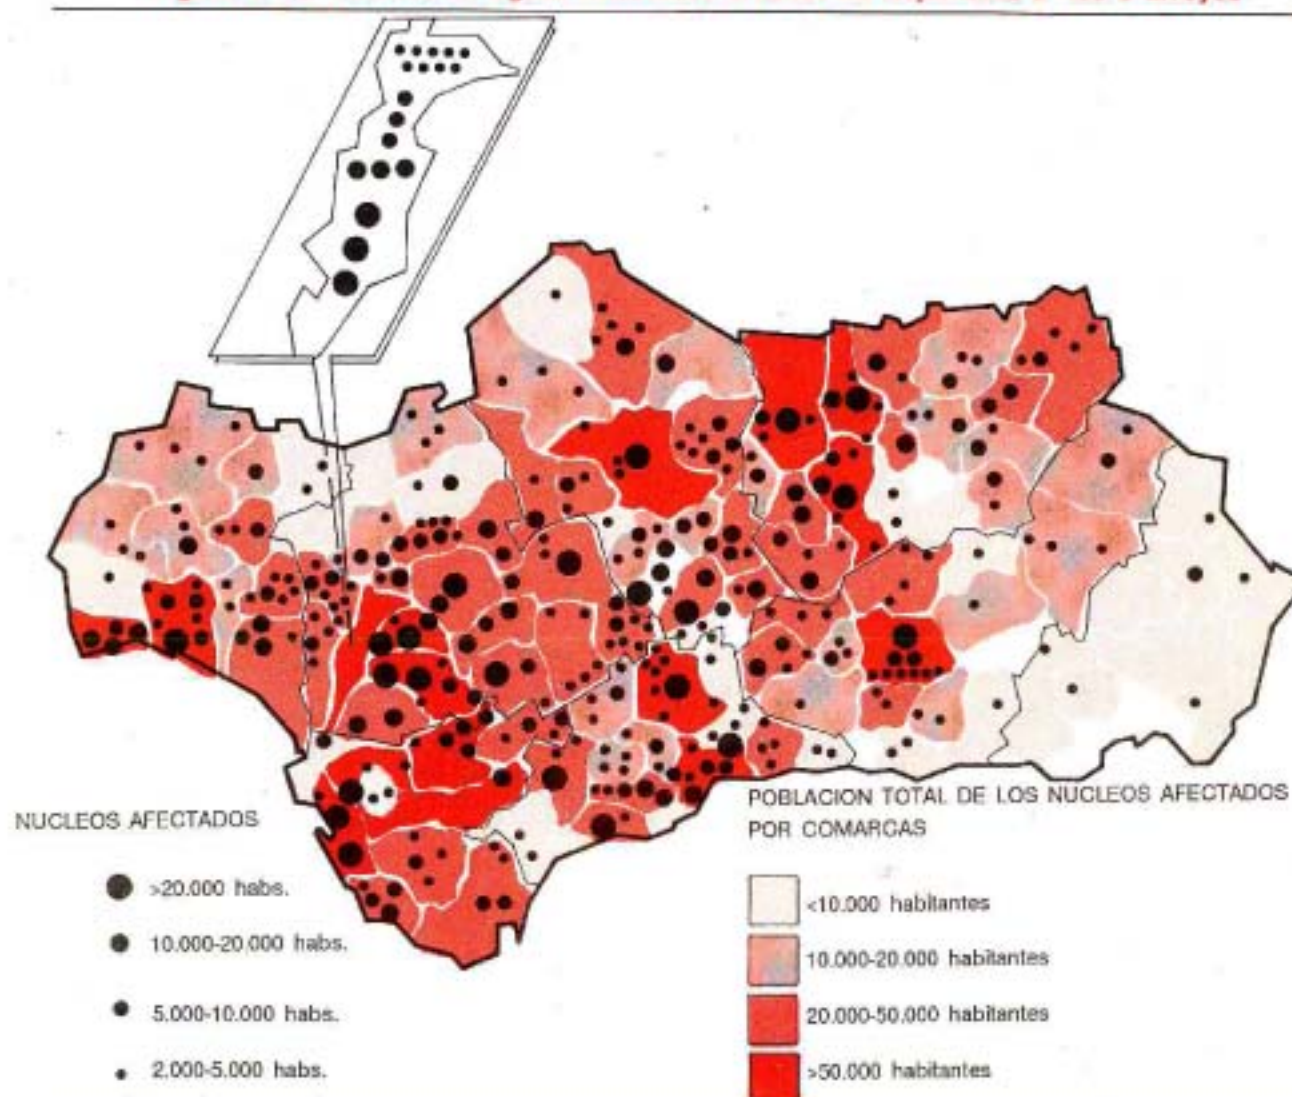 NUCLEOS AFECTADOS
>20.000 habs.
10.000-20.000 habs.
5.000-10.000 habs.
2.000-5.000 habs.
POBLACION TOTAL DE LOS NUCLEOS AFECTADOS
POR COMARCAS
<10.000 habitantes
10.000-20.000 habitantes
20.000-50.000 habitantes
>50.000 habitantes